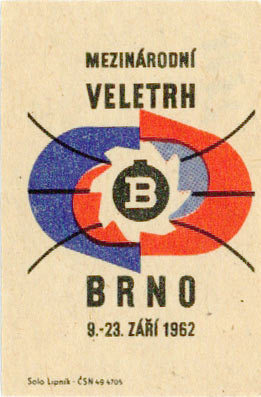 MEZINÁRODNÍ
VELETRH
B
BRNO
9.-23. ZÁŘÍ 1962
Solo Lipník - ČSN 49 4705